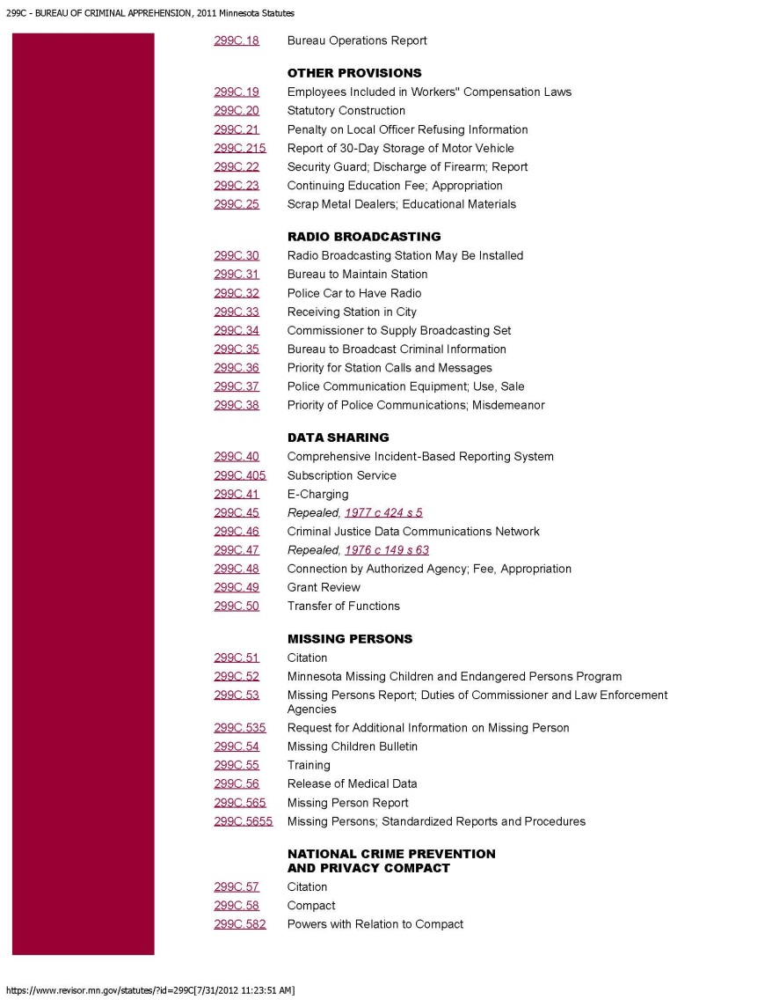 299C - BUREAU OF CRIMINAL APPREHENSION, 2011 Minnesota Statutes
299C.18 Bureau Operations Report
OTHER PROVISIONS
299C.19 Employees Included in Workers" Compensation Laws
299C.20 Statutory Construction
299C.21 Penalty on Local Officer Refusing Information
299C.215 Report of 30-Day Storage of Motor Vehicle
299C.22 Security Guard; Discharge of Firearm; Report
299C.23 Continuing Education Fee; Appropriation
299C.25 Scrap Metal Dealers; Educational Materials
RADIO BROADCASTING
299C.30 Radio Broadcasting Station May Be Installed
299C.31 Bureau to Maintain Station
299C.32 Police Car to Have Radio
299C.33 Receiving Station in City
299C.34 Commissioner to Supply Broadcasting Set
299C.35 Bureau to Broadcast Criminal Information
299C.36 Priority for Station Calls and Messages
299C.37 Police Communication Equipment; Use, Sale
299C.38 Priority of Police Communications; Misdemeanor
DATA SHARING
299C.40 Comprehensive Incident-Based Reporting System
299C.405 Subscription Service
299C.41 E-Charging
299C.45 Repealed, 1977 c 424 s 5
299C.46 Criminal Justice Data Communications Network
299C.47 Repealed, 1976 c 149 s 63
299C.48 Connection by Authorized Agency; Fee, Appropriation
299C.49 Grant Review
299C.50 Transfer of Functions
MISSING PERSONS
299C.51 Citation
299C.52 Minnesota Missing Children and Endangered Persons Program
299C.53 Missing Persons Report; Duties of Commissioner and Law Enforcement
Agencies
299C.535 Request for Additional Information on Missing Person
299C.54 Missing Children Bulletin
299C.55 Training
299C.56 Release of Medical Data
299C.565 Missing Person Report
299C.5655 Missing Persons; Standardized Reports and Procedures
NATIONAL CRIME PREVENTION
AND PRIVACY COMPACT
299C.57 Citation
299C.58 Compact
299C.582 Powers with Relation to Compact
https://www.revisor.mn.gov/statutes/?id=299C[7/31/2012 11:23:51 AM]